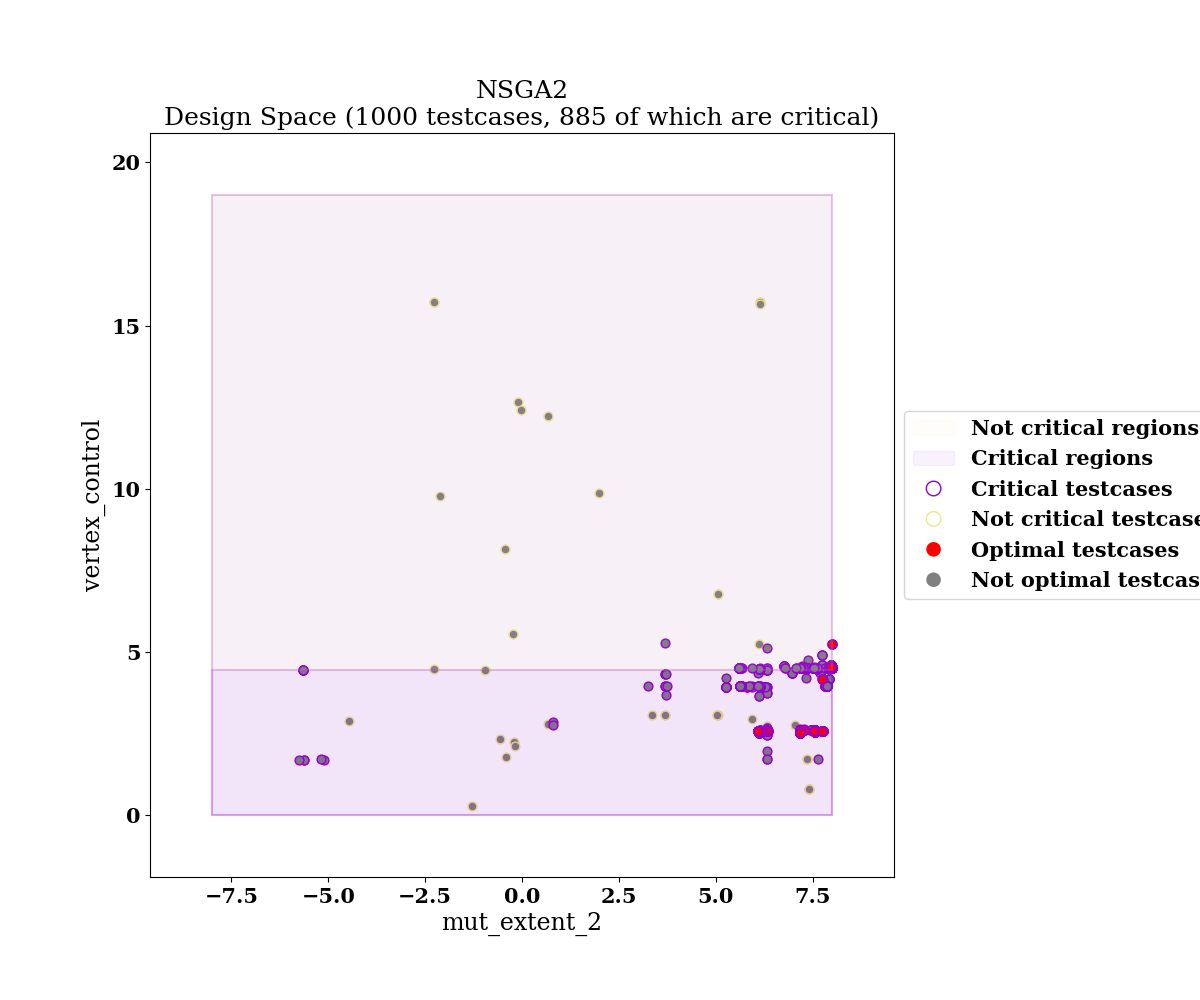 NSGA2
Design Space (1000 testcases, 885 of which are critical)
20
15
10
5
0
vertex_control
−7.5 −5.0 −2.5 0.0 2.5 5.0 7.5
mut_extent_2
Not critical regions
Critical regions
Critical testcases
Not critical testcase
Optimal testcases
Not optimal testcas